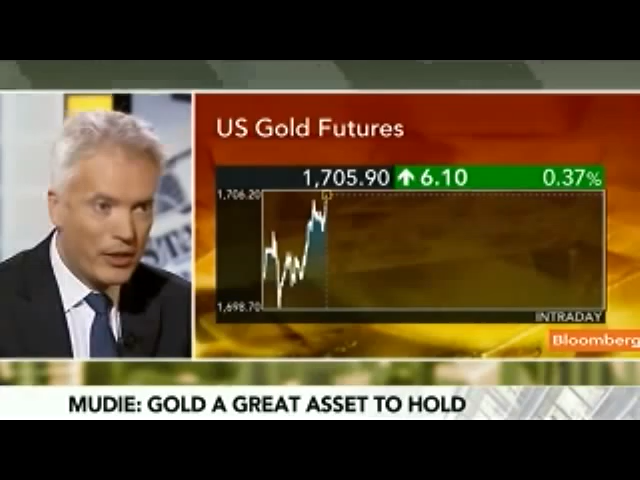 US Gold Futures
1,705.90 ↑ 6.10 0.37%
1,706.20
1,698.70
INTRADAY
Bloomberg
MUDIE: GOLD A GREAT ASSET TO HOLD